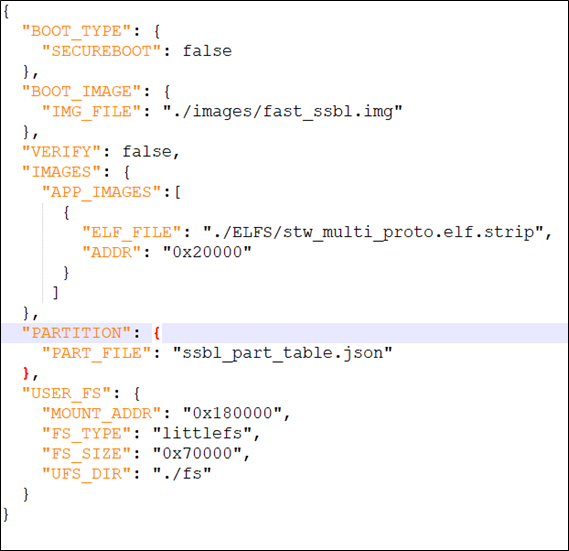 {
  "BOOT_TYPE": {
    "SECUREBOOT": false
  },
  "BOOT_IMAGE": {
    "IMG_FILE": "./images/fast_ssbl.img"
  },
  "VERIFY": false,
  "IMAGES": {
    "APP_IMAGES":[
      {
        "ELF_FILE": "./ELFS/stw_multi_proto.elf.strip",
        "ADDR": "0x20000"
      }
     ]
  },
  "PARTITION": {
    "PART_FILE": "ssbl_part_table.json"
  },
  "USER_FS": {
    "MOUNT_ADDR": "0x180000",
    "FS_TYPE": "littlefs",
    "FS_SIZE": "0x70000",
    "UFS_DIR": "./fs"
  }
}